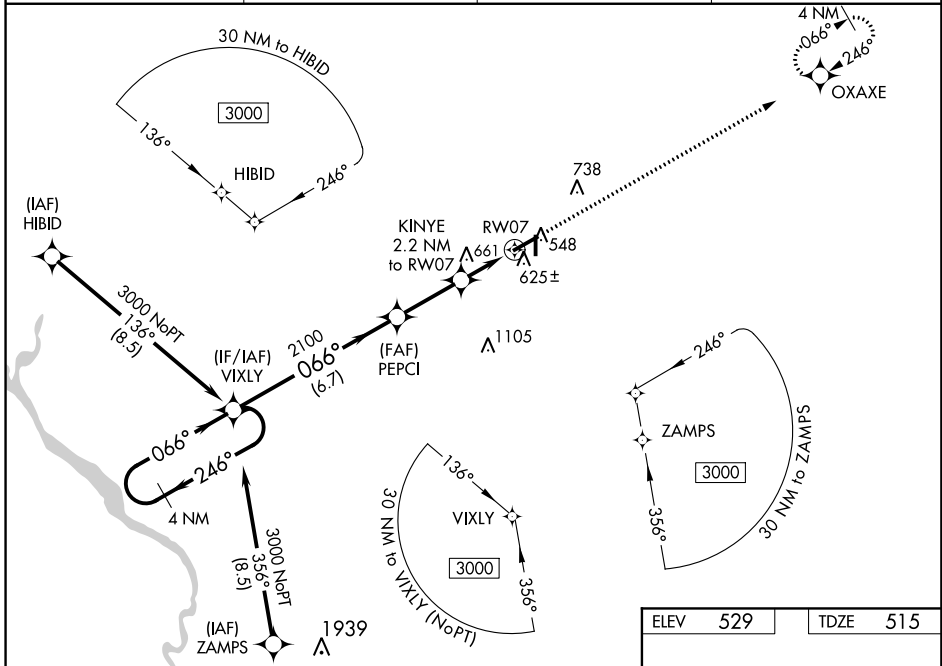 4 NM
066°
246°
OXAXE
30 NM to HIBID
3000
136°
HIBID
246°
738
(IAF)
HIBID
KINYE
2.2 NM
to RW07
RW07
661
548
625±
3000 NoPT
136°
(8.5)
2100
066°
(6.7)
(FAF)
PEPCI
1105
(IF/IAF)
VIXLY
246°
ZAMPS
3000
356°
30 NM to ZAMPS
066°
246°
4 NM
136°
VIXLY
3000
356°
30 NM to VIXLY (NoPT)
3000 NoPT
356°
(8.5)
(IAF)
ZAMPS
1939
ELEV 529
TDZE 515